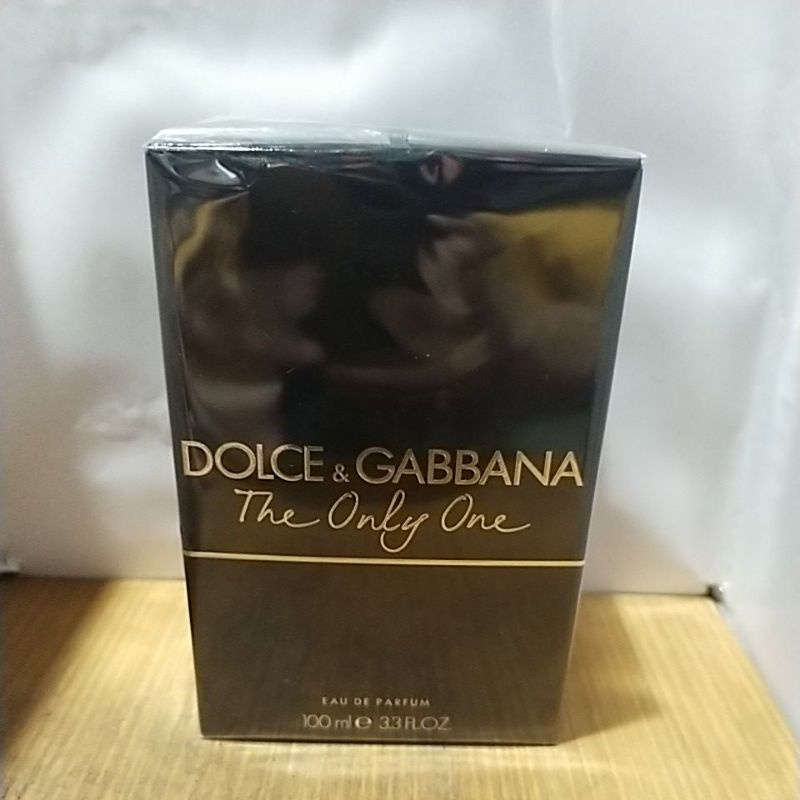 DOLCE & GABBANA
The Only One
EAU DE PARFUM
100 ml ℮ 3.3 FL.OZ